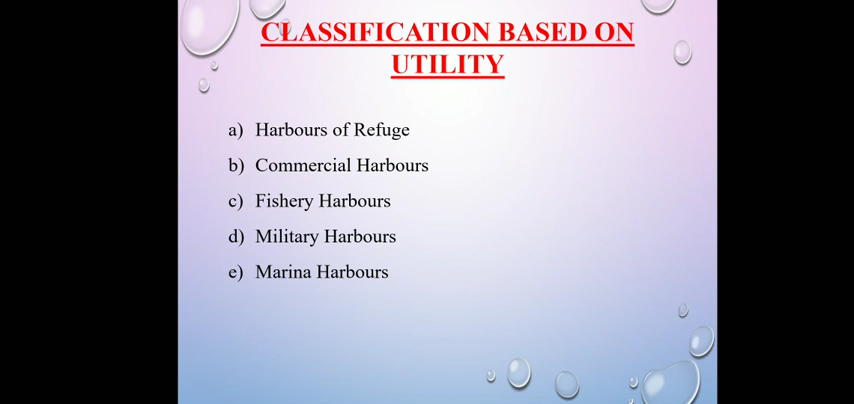 CLASSIFICATION BASED ON
UTILITY
a) Harbours of Refuge
b) Commercial Harbours
c) Fishery Harbours
d) Military Harbours
e) Marina Harbours